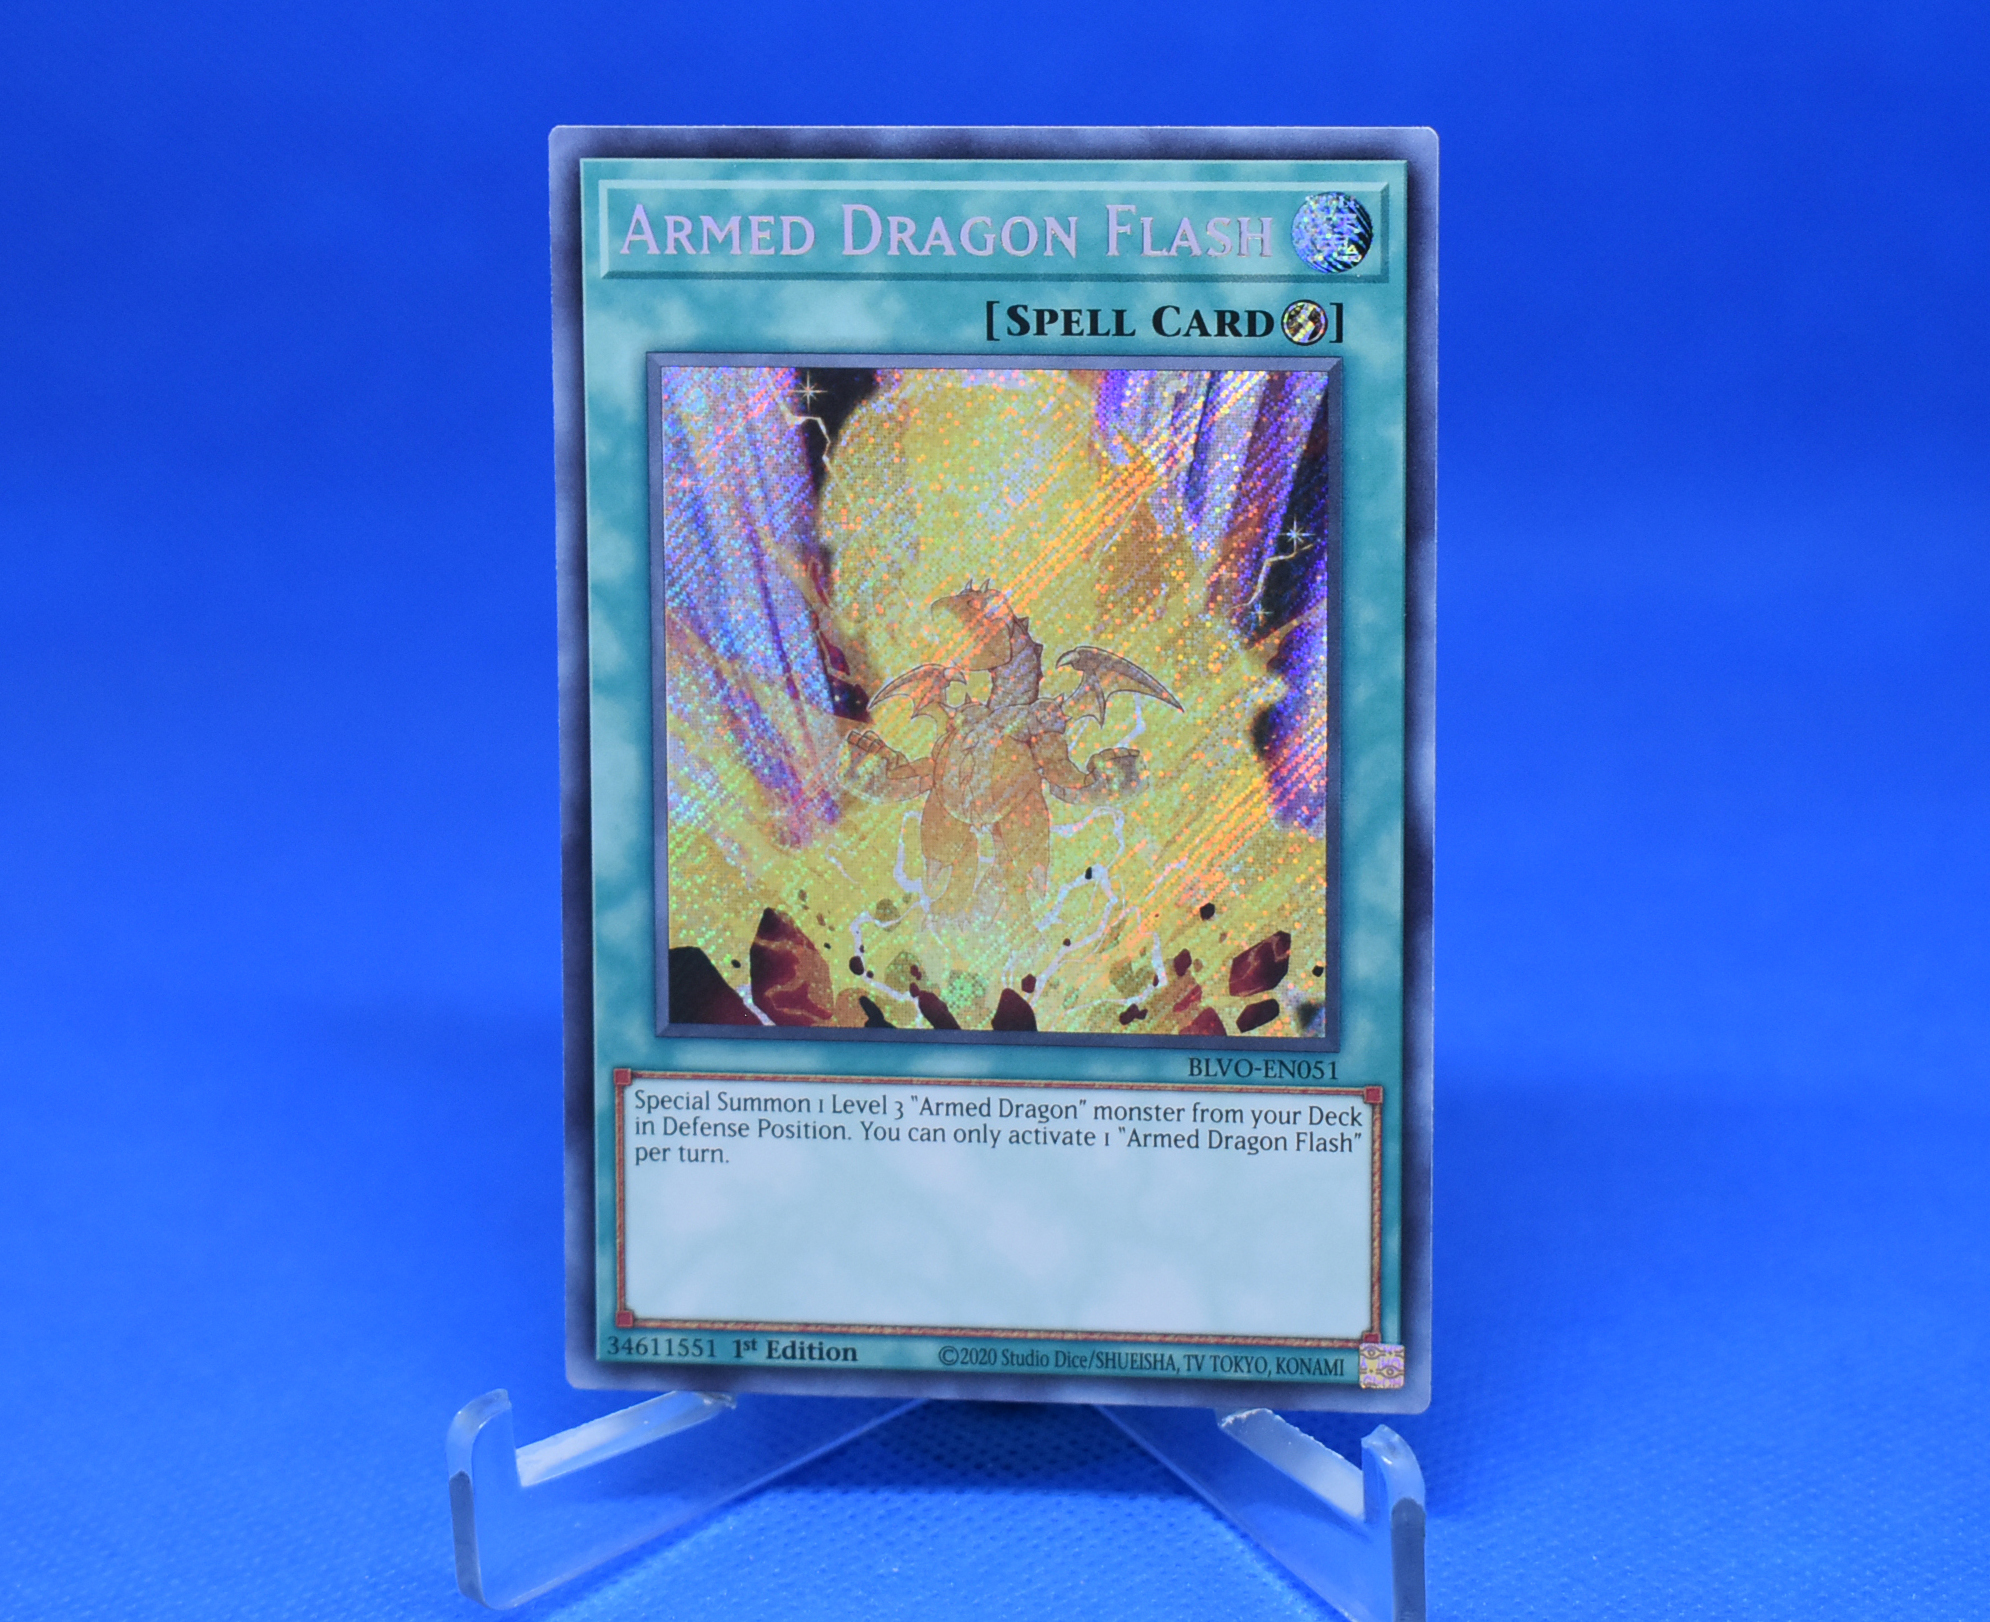 ARMED DRAGON FLASH
[SPELL CARD]
BLVO-EN051
Special Summon 1 Level 3 "Armed Dragon" monster from your Deck
in Defense Position. You can only activate 1 "Armed Dragon Flash"
per turn.
34611551 1st Edition ©2020 Studio Dice/SHUEISHA, TV TOKYO, KONAMI